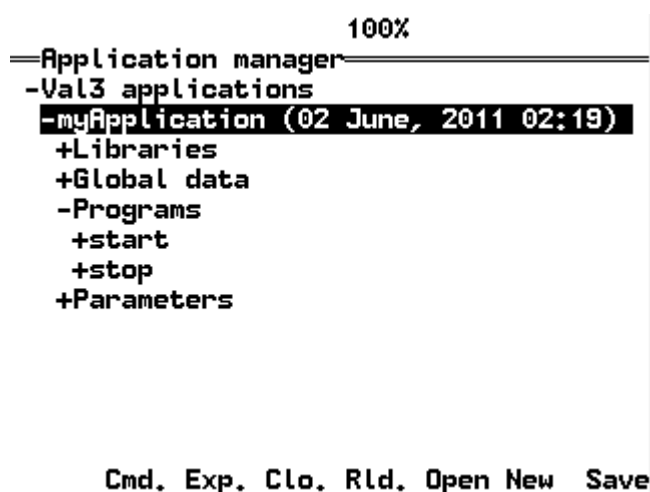 100%
Application manager
-Val3 applications
-myApplication (02 June, 2011 02:19)
+Libraries
+Global data
-Programs
+start
+stop
+Parameters
Cmd. Exp. Clo. Rld. Open New Save